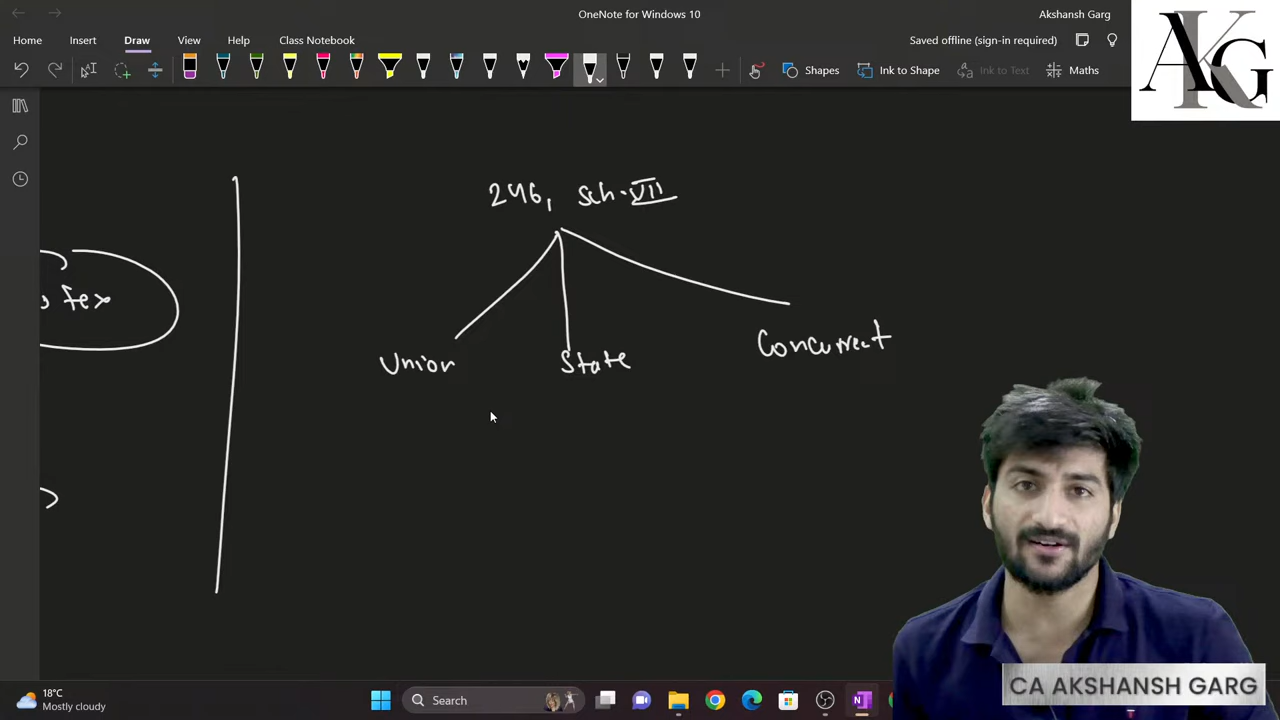 OneNote for Windows 10
Akshansh Garg
Home Insert Draw View Help Class Notebook
Saved offline (sign-in required)
Shapes Ink to Shape Ink to Text Maths
AKG
246, Sch-VII
Union State Concurrect
CA AKSHANSH GARG
18°C
Mostly cloudy
Search